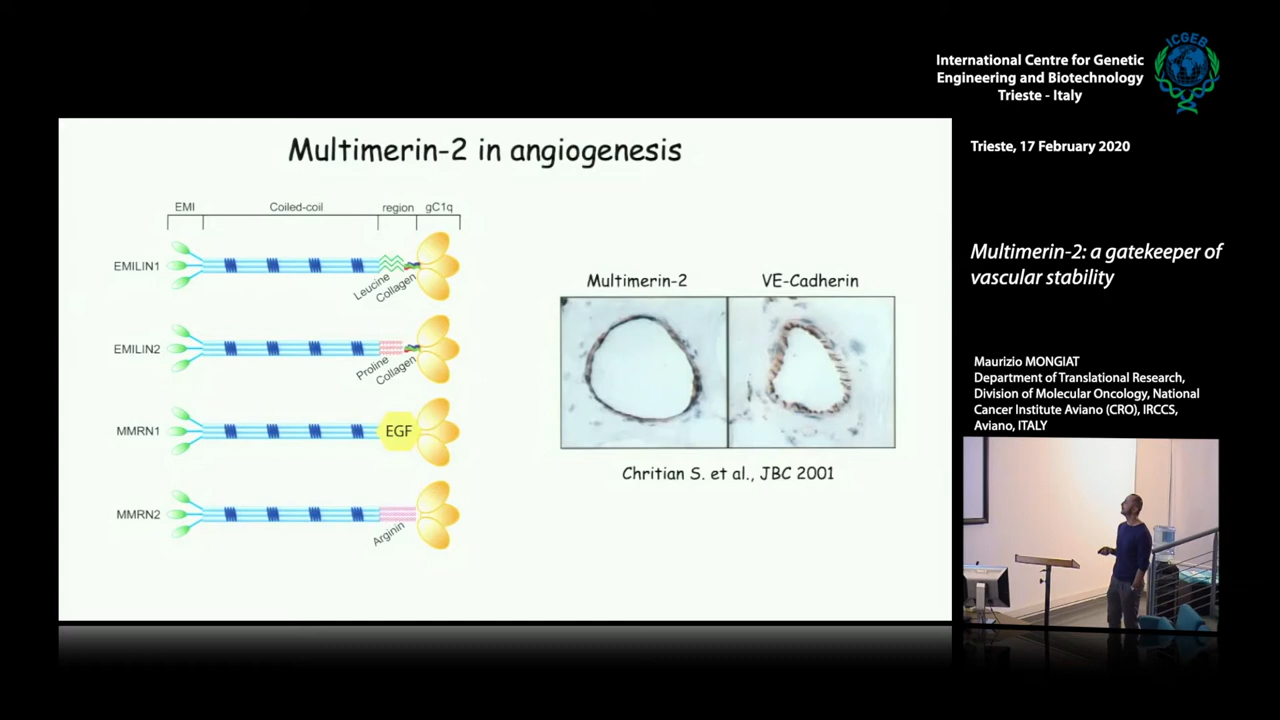 ICGEB
International Centre for Genetic
Engineering and Biotechnology
Trieste - Italy
Trieste, 17 February 2020
Multimerin-2: a gatekeeper of
vascular stability
Maurizio MONGIAT
Department of Translational Research,
Division of Molecular Oncology, National
Cancer Institute Aviano (CRO), IRCCS,
Aviano, ITALY
Multimerin-2 in angiogenesis
EMI Coiled-coil region gC1q
EMILIN1
Leucine
Collagen
EMILIN2
Proline
Collagen
MMRN1
EGF
MMRN2
Arginin
Multimerin-2 VE-Cadherin
Chritian S. et al., JBC 2001